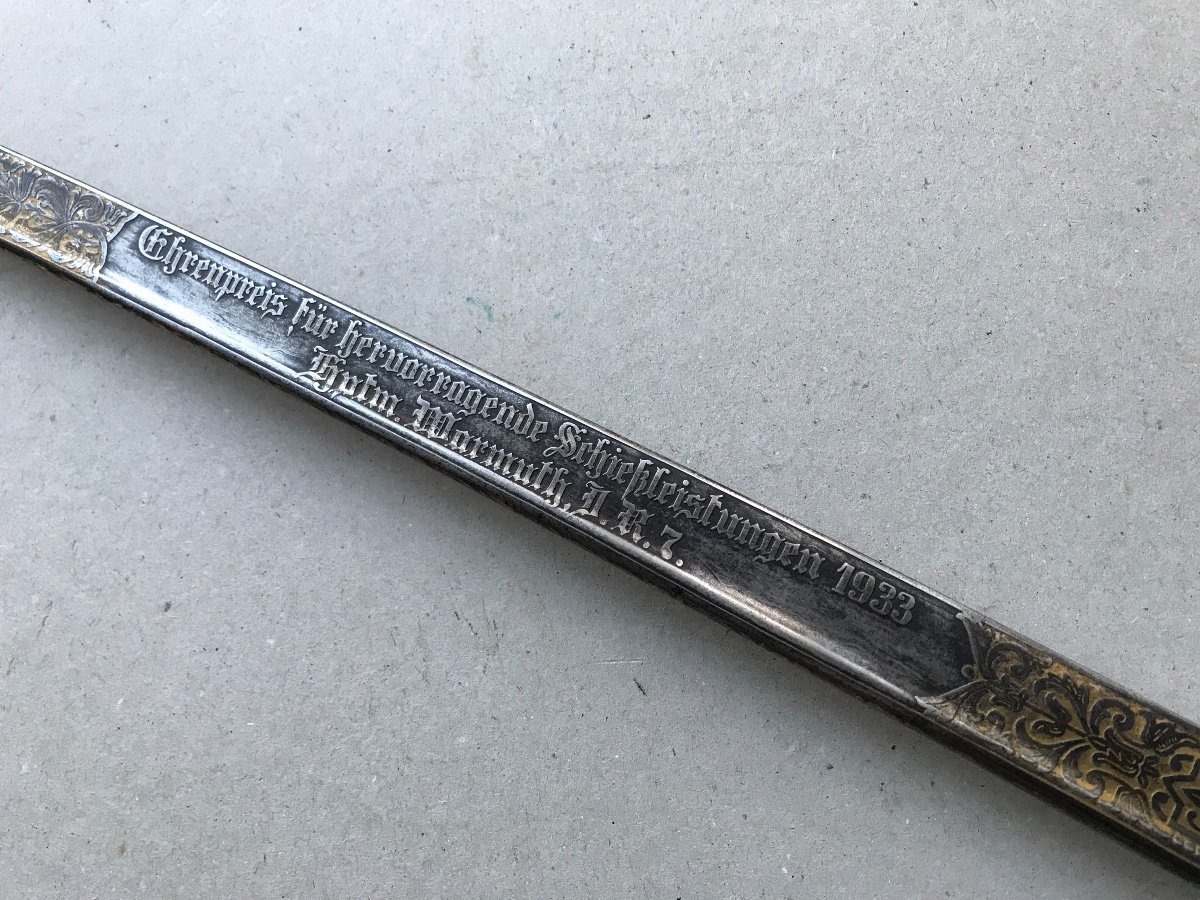 Ehrenpreis für hervorragende Schießleistungen 1933
Hptm. Warmuth, I. R. 7.